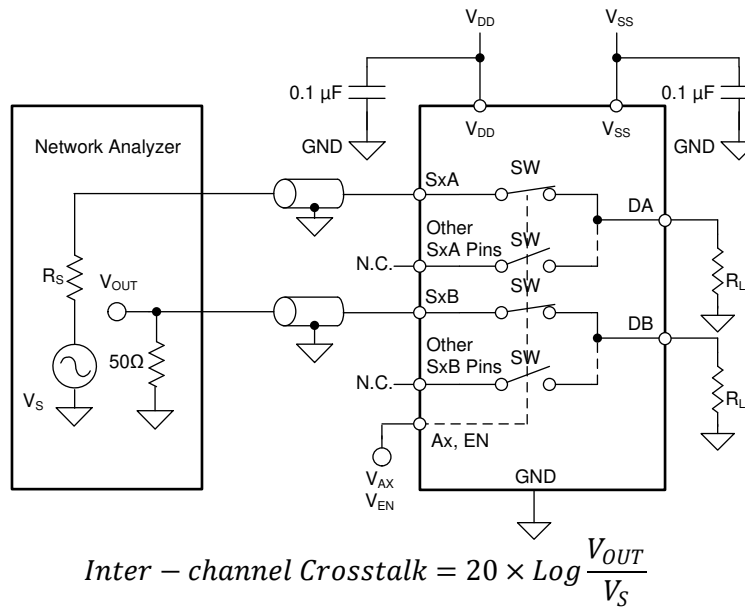 V_DD
V_SS
0.1 µF
0.1 µF
GND
V_DD
V_SS
GND
Network Analyzer
SxA
SW
DA
Other
SxA Pins
SW
N.C.
R_S
V_OUT
SW
R_L
SxB
DB
50Ω
Other
SxB Pins
SW
N.C.
V_S
R_L
Ax, EN
V_AX
V_EN
GND
Inter − channel Crosstalk = 20 × Log V_OUT / V_S